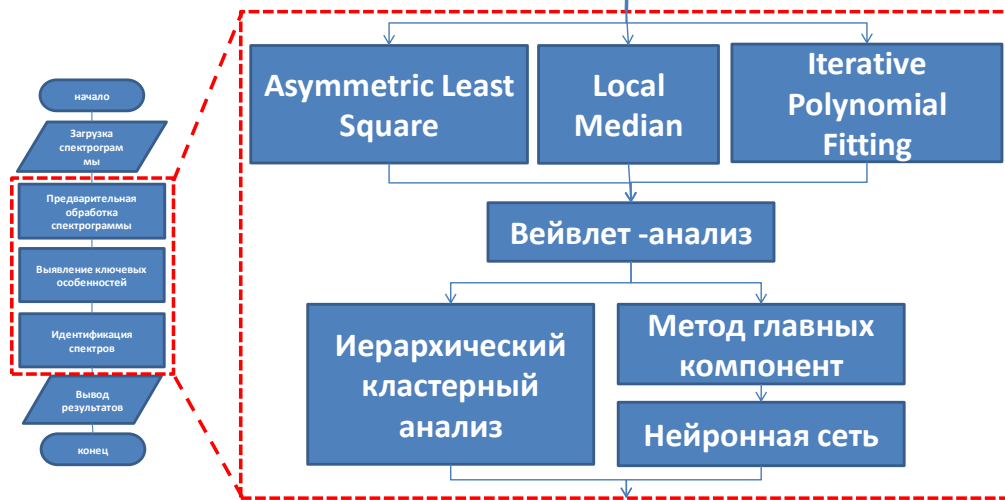 начало
Загрузка
спектрограм
мы
Предварительная
обработка
спектрограммы
Выявление ключевых
особенностей
Идентификация
спектров
Вывод
результатов
конец
Asymmetric Least
Square
Local
Median
Iterative
Polynomial
Fitting
Вейвлет -анализ
Иерархический
кластерный
анализ
Метод главных
компонент
Нейронная сеть